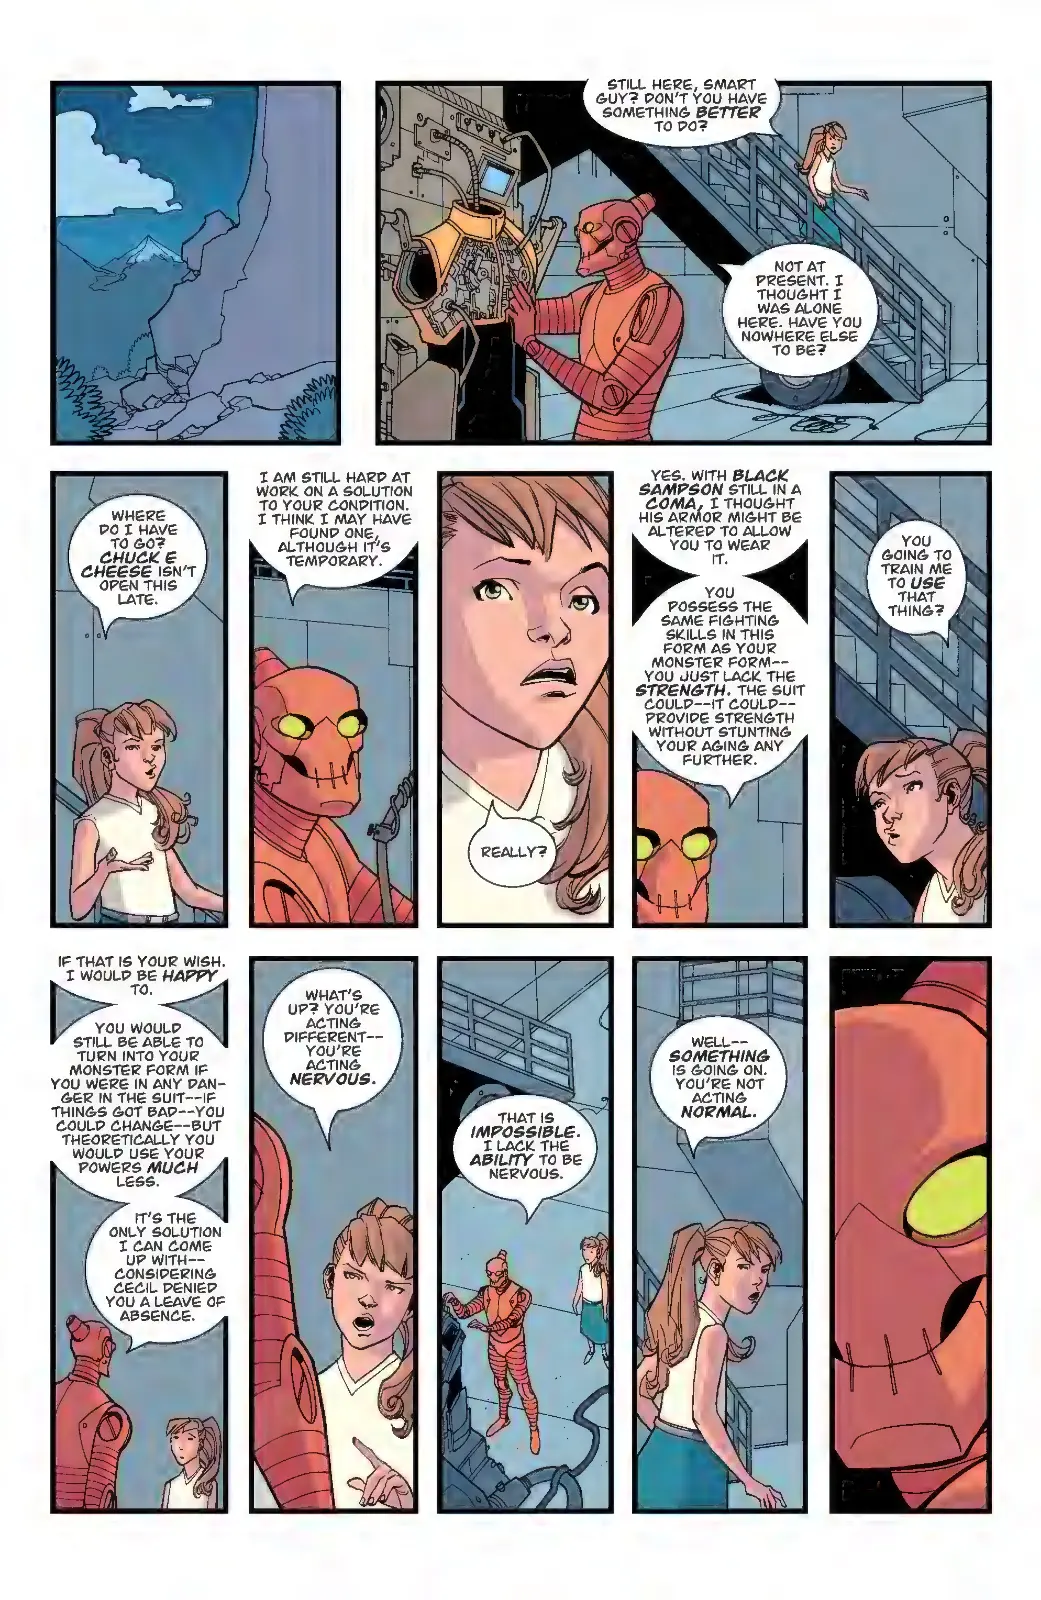 STILL HERE, SMART
GUY? DON'T YOU HAVE
SOMETHING BETTER
TO DO?
NOT AT
PRESENT. I
THOUGHT I
WAS ALONE
HERE. HAVE YOU
NOWHERE ELSE
TO BE?
WHERE
DO I HAVE
TO GO?
CHUCK E
CHEESE ISN'T
OPEN THIS
LATE.
I AM STILL HARD AT
WORK ON A SOLUTION
TO YOUR CONDITION.
I THINK I MAY HAVE
FOUND ONE,
ALTHOUGH IT'S
TEMPORARY.
REALLY?
YES. WITH BLACK
SAMPSON STILL IN A
COMA, I THOUGHT
HIS ARMOR MIGHT BE
ALTERED TO ALLOW
YOU TO WEAR
IT.
YOU
POSSESS THE
SAME FIGHTING
SKILLS IN THIS
FORM AS YOUR
MONSTER FORM--
YOU JUST LACK THE
STRENGTH. THE SUIT
COULD--IT COULD--
PROVIDE STRENGTH
WITHOUT STUNTING
YOUR AGING ANY
FURTHER.
YOU
GOING TO
TRAIN ME
TO USE
THAT
THING?
IF THAT IS YOUR WISH.
I WOULD BE HAPPY
TO.
YOU WOULD
STILL BE ABLE TO
TURN INTO YOUR
MONSTER FORM IF
YOU WERE IN ANY DAN-
GER IN THE SUIT--IF
THINGS GOT BAD--YOU
COULD CHANGE--BUT
THEORETICALLY YOU
WOULD USE YOUR
POWERS MUCH
LESS.
IT'S THE
ONLY SOLUTION
I CAN COME
UP WITH--
CONSIDERING
CECIL DENIED
YOU A LEAVE OF
ABSENCE.
WHAT'S
UP? YOU'RE
ACTING
DIFFERENT--
YOU'RE
ACTING
NERVOUS.
THAT IS
IMPOSSIBLE.
I LACK THE
ABILITY TO BE
NERVOUS.
WELL--
SOMETHING
IS GOING ON.
YOU'RE NOT
ACTING
NORMAL.